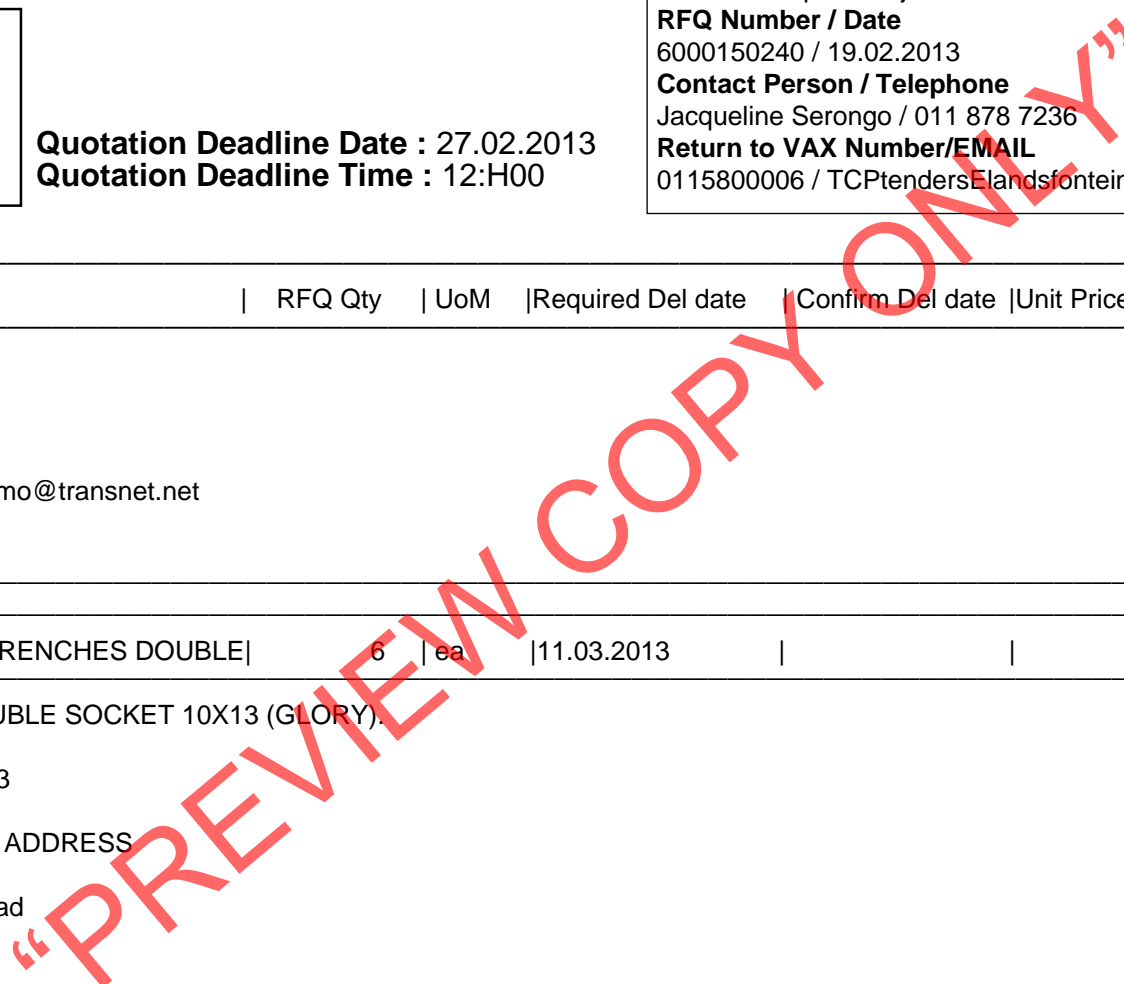 RFQ Number / Date
6000150240 / 19.02.2013
Contact Person / Telephone
Jacqueline Serongo / 011 878 7236
Return to VAX Number/EMAIL
0115800006 / TCPtendersElandsfontein
Quotation Deadline Date : 27.02.2013
Quotation Deadline Time : 12:H00
| RFQ Qty | UoM |Required Del date | Confirm Del date |Unit Price
mo@transnet.net
RENCHES DOUBLE| 6 | ea |11.03.2013 | |
UBLE SOCKET 10X13 (GLORY).
3
ADDRESS
ad
“PREVIEW COPY ONLY”